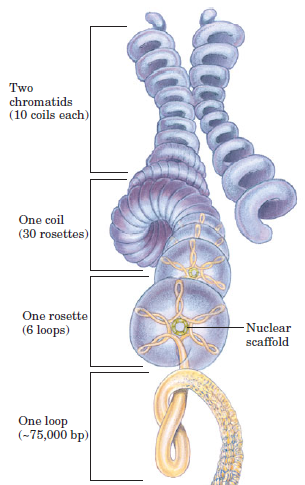 Two
chromatids
(10 coils each)
One coil
(30 rosettes)
One rosette
(6 loops)
Nuclear
scaffold
One loop
(~75,000 bp)